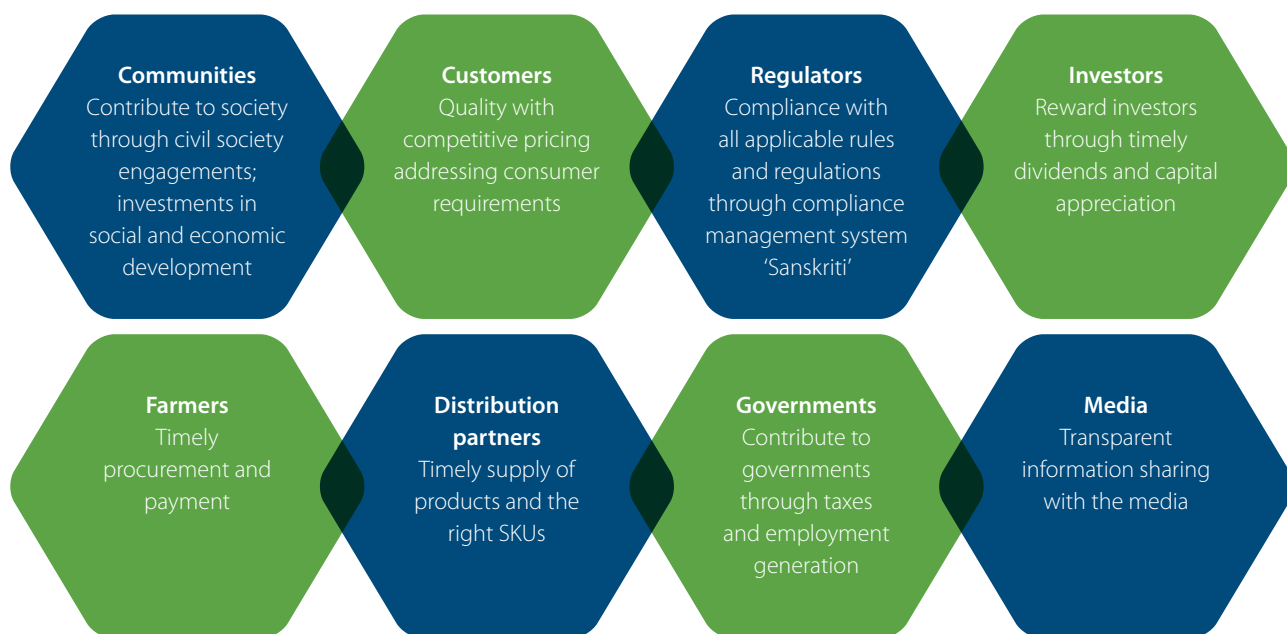 Communities
Contribute to society
through civil society
engagements;
investments in
social and economic
development
Customers
Quality with
competitive pricing
addressing consumer
requirements
Regulators
Compliance with
all applicable rules
and regulations
through compliance
management system
‘Sanskriti’
Investors
Reward investors
through timely
dividends and capital
appreciation
Farmers
Timely
procurement and
payment
Distribution
partners
Timely supply of
products and the
right SKUs
Governments
Contribute to
governments
through taxes
and employment
generation
Media
Transparent
information sharing
with the media